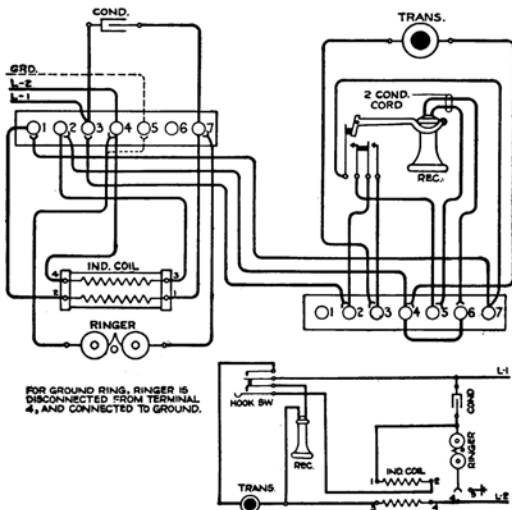 COND.
TRANS.
GRD.
L-2
L-1
2 COND.
CORD
REC.
1 2 3 4 5 6 7
4 IND. COIL 3
2 1
RINGER
1 2 3 4 5 6 7
FOR GROUND RING, RINGER IS
DISCONNECTED FROM TERMINAL
4, AND CONNECTED TO GROUND.
L-1
HOOK SW
COND
RINGER
REC.
IND. COIL
1 2
TRANS.
3 4
4 5
L-2